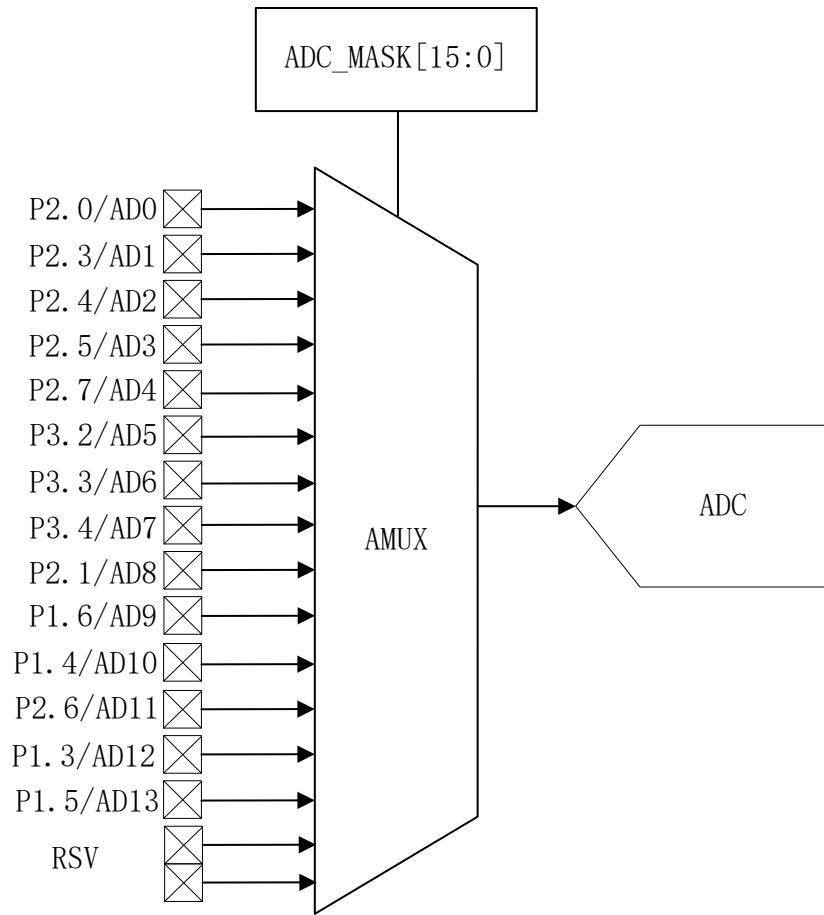 ADC_MASK[15:0]
P2.0/AD0
P2.3/AD1
P2.4/AD2
P2.5/AD3
P2.7/AD4
P3.2/AD5
P3.3/AD6
P3.4/AD7
P2.1/AD8
P1.6/AD9
P1.4/AD10
P2.6/AD11
P1.3/AD12
P1.5/AD13
RSV
AMUX
ADC